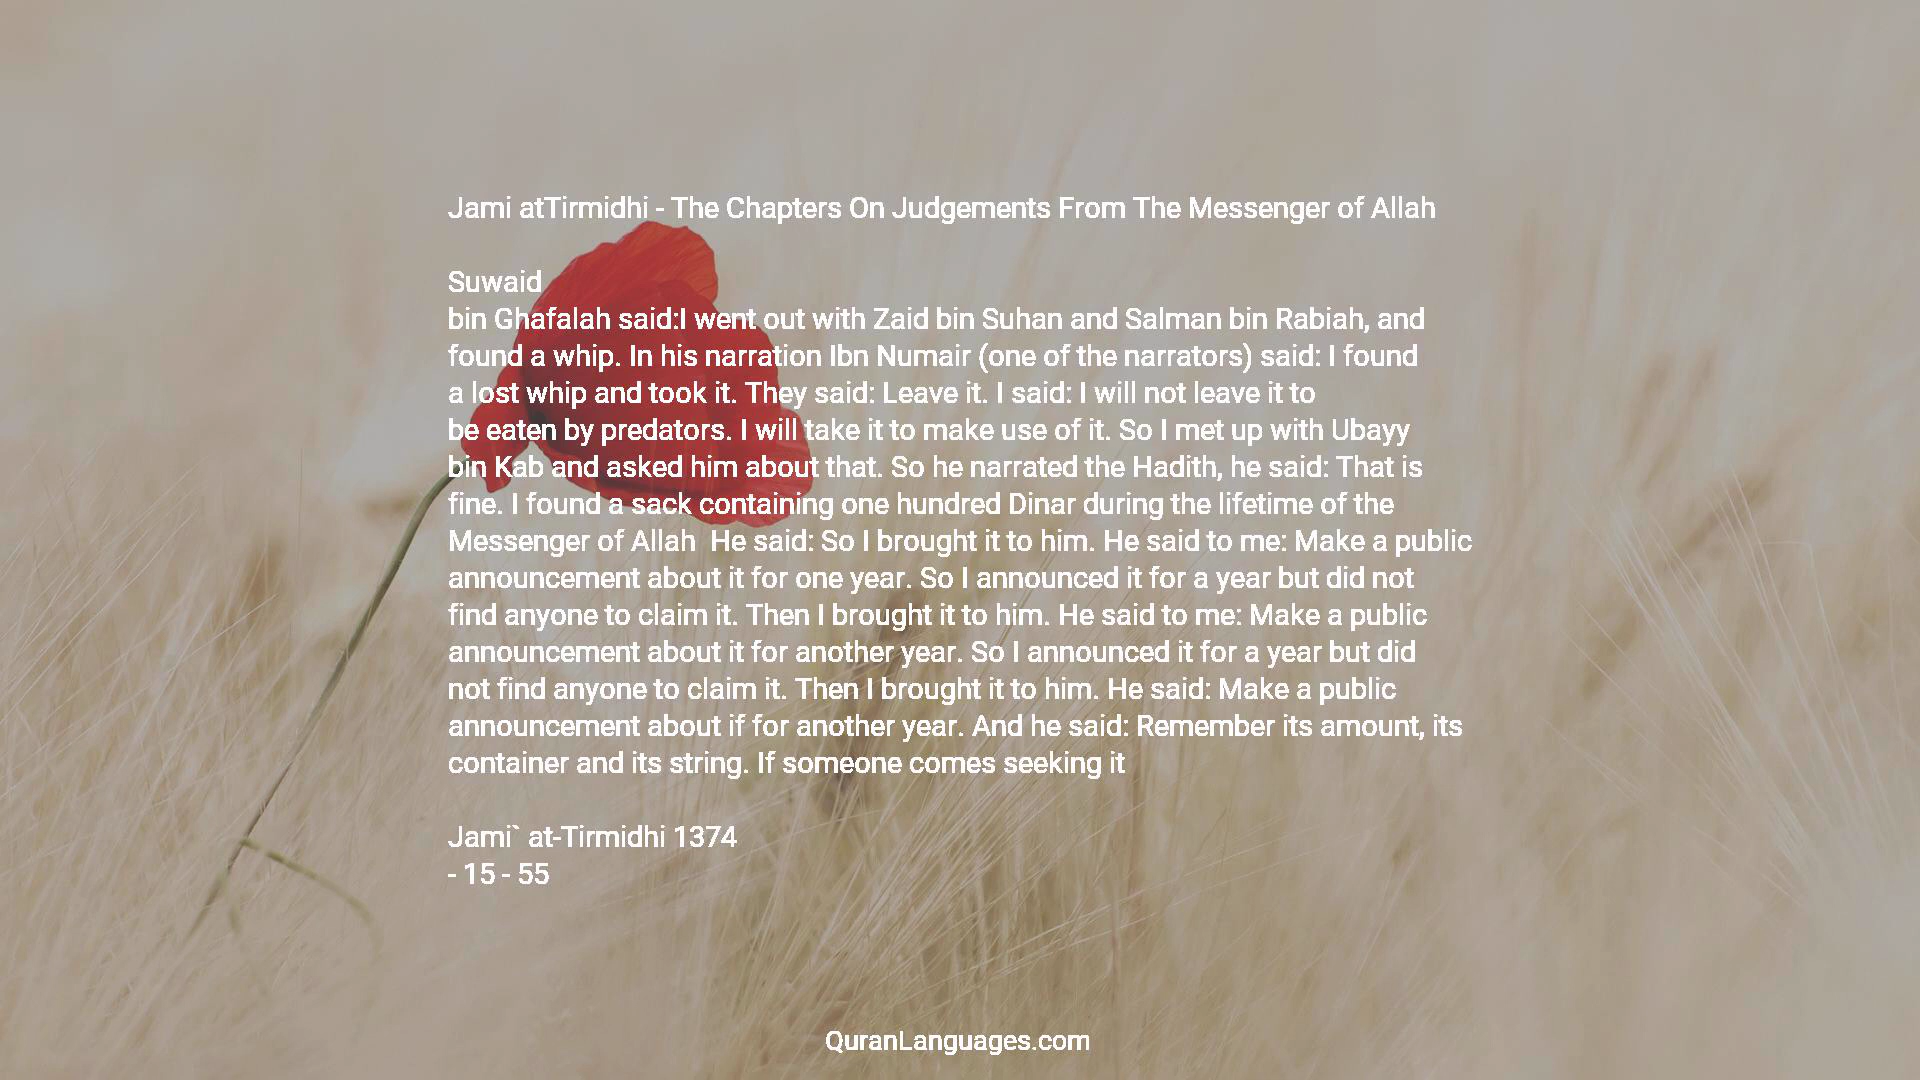 Jami atTirmidhi - The Chapters On Judgements From The Messenger of Allah
Suwaid
bin Ghafalah said:I went out with Zaid bin Suhan and Salman bin Rabiah, and
found a whip. In his narration Ibn Numair (one of the narrators) said: I found
a lost whip and took it. They said: Leave it. I said: I will not leave it to
be eaten by predators. I will take it to make use of it. So I met up with Ubayy
bin Kab and asked him about that. So he narrated the Hadith, he said: That is
fine. I found a sack containing one hundred Dinar during the lifetime of the
Messenger of Allah  He said: So I brought it to him. He said to me: Make a public
announcement about it for one year. So I announced it for a year but did not
find anyone to claim it. Then I brought it to him. He said to me: Make a public
announcement about it for another year. So I announced it for a year but did
not find anyone to claim it. Then I brought it to him. He said: Make a public
announcement about if for another year. And he said: Remember its amount, its
container and its string. If someone comes seeking it
Jami` at-Tirmidhi 1374
- 15 - 55
QuranLanguages.com